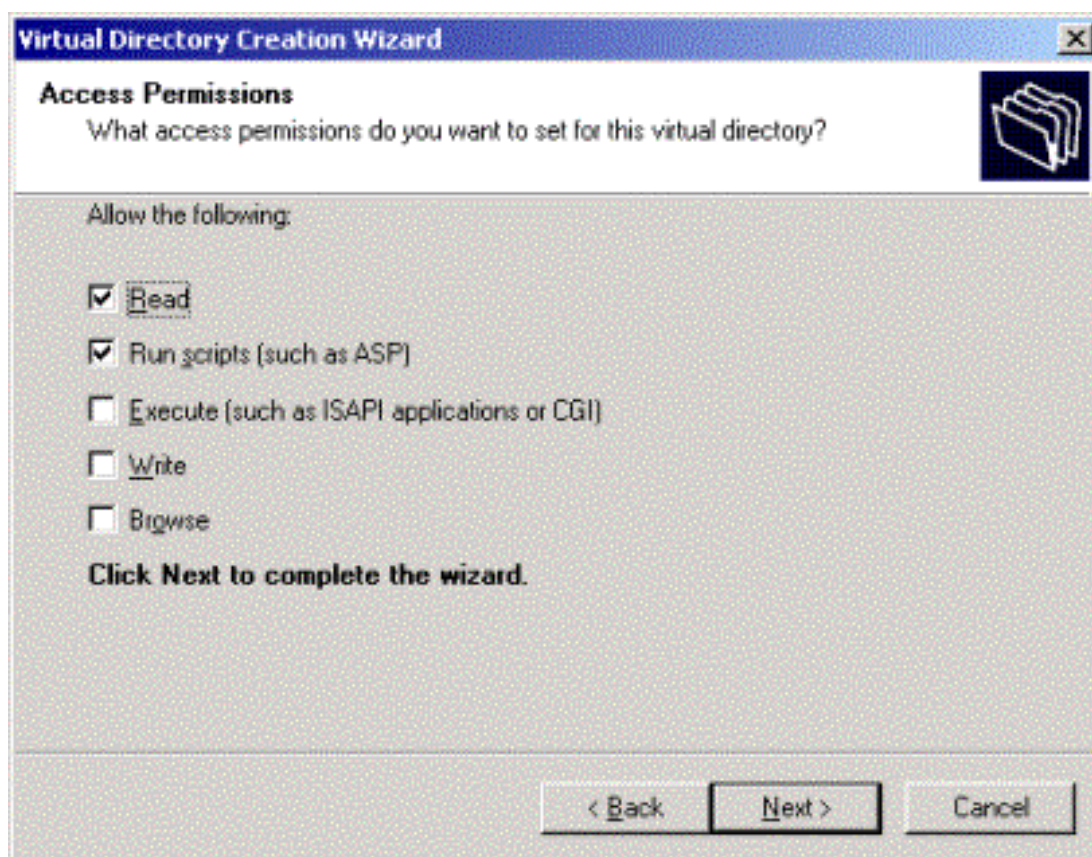 Virtual Directory Creation Wizard
Access Permissions
What access permissions do you want to set for this virtual directory?
Allow the following:
Read
Run scripts (such as ASP)
Execute (such as ISAPI applications or CGI)
Write
Browse
Click Next to complete the wizard.
< Back Next > Cancel